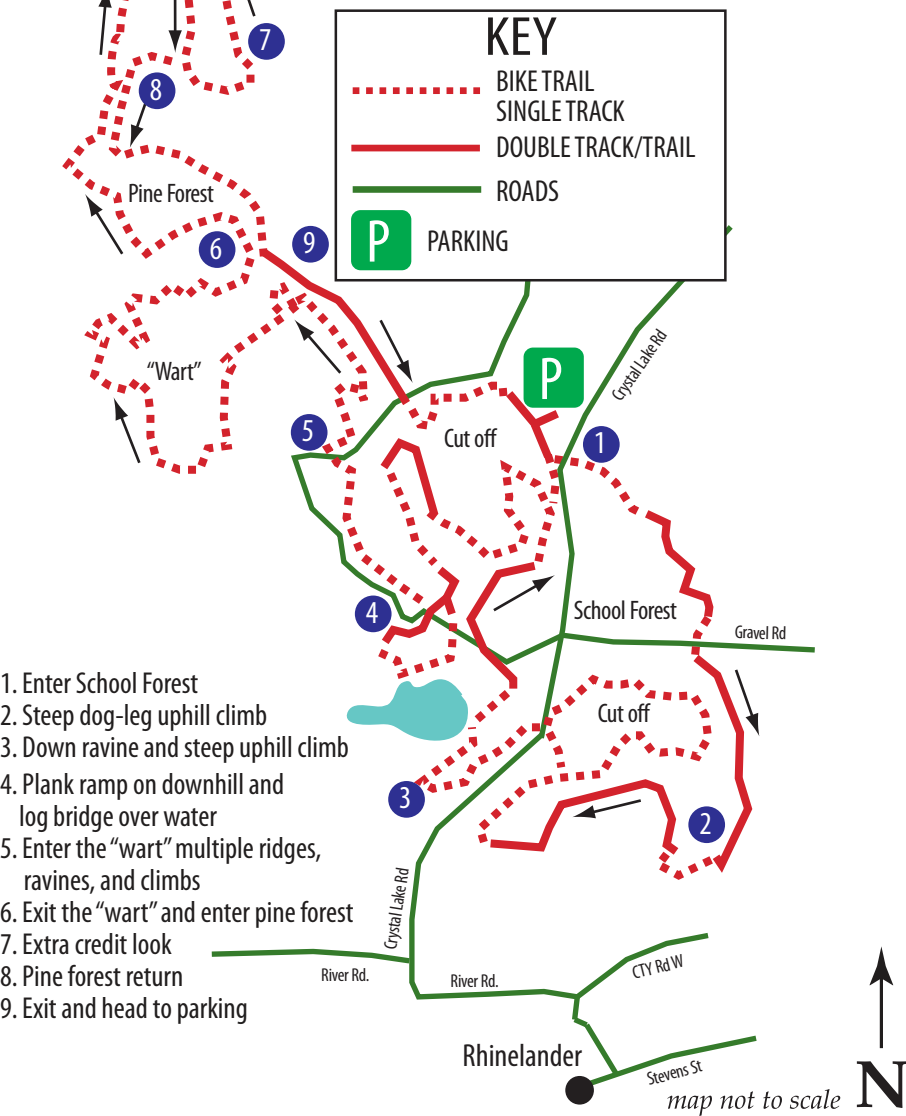 7
8
KEY
BIKE TRAIL
SINGLE TRACK
DOUBLE TRACK/TRAIL
ROADS
P
PARKING
Pine Forest
6
9
"Wart"
Crystal Lake Rd
P
5
Cut off
1
4
School Forest
Gravel Rd
Cut off
3
2
1. Enter School Forest
2. Steep dog-leg uphill climb
3. Down ravine and steep uphill climb
4. Plank ramp on downhill and
log bridge over water
5. Enter the "wart" multiple ridges,
ravines, and climbs
6. Exit the "wart" and enter pine forest
7. Extra credit look
8. Pine forest return
9. Exit and head to parking
Crystal Lake Rd
River Rd.
River Rd.
CTY Rd W
Rhinelander
Stevens St
map not to scale
N